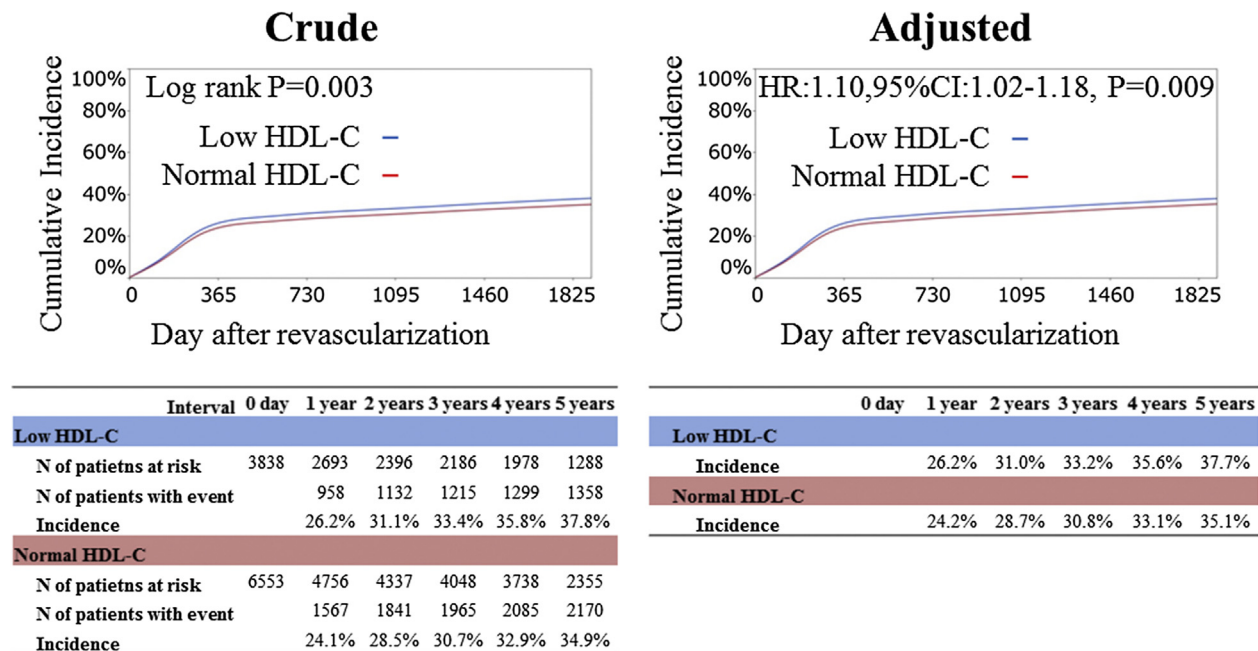 Crude
Cumulative Incidence
100%
80%
60%
40%
20%
0%
Log rank P=0.003
Low HDL-C
Normal HDL-C
0 365 730 1095 1460 1825
Day after revascularization
Interval 0 day 1 year 2 years 3 years 4 years 5 years
Low HDL-C
N of patietns at risk 3838 2693 2396 2186 1978 1288
N of patients with event 958 1132 1215 1299 1358
Incidence 26.2% 31.1% 33.4% 35.8% 37.8%
Normal HDL-C
N of patietns at risk 6553 4756 4337 4048 3738 2355
N of patients with event 1567 1841 1965 2085 2170
Incidence 24.1% 28.5% 30.7% 32.9% 34.9%
Adjusted
Cumulative Incidence
100%
80%
60%
40%
20%
0%
HR:1.10,95%CI:1.02-1.18, P=0.009
Low HDL-C
Normal HDL-C
0 365 730 1095 1460 1825
Day after revascularization
0 day 1 year 2 years 3 years 4 years 5 years
Low HDL-C
Incidence 26.2% 31.0% 33.2% 35.6% 37.7%
Normal HDL-C
Incidence 24.2% 28.7% 30.8% 33.1% 35.1%